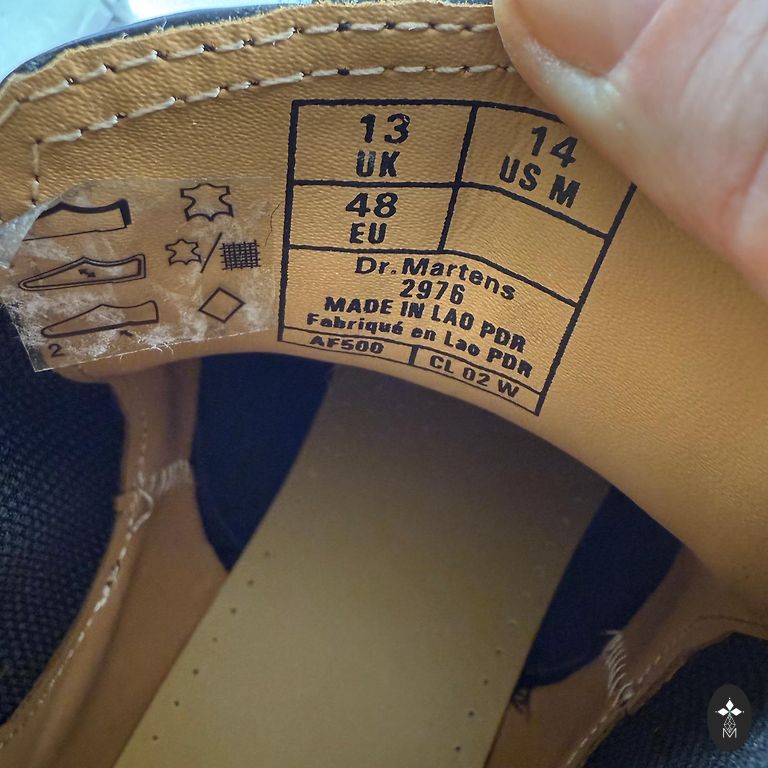 13
UK
14
US M
48
EU
Dr. Martens
2976
MADE IN LAO PDR
Fabriqué en Lao PDR
AF500
CL 02 W
2
M